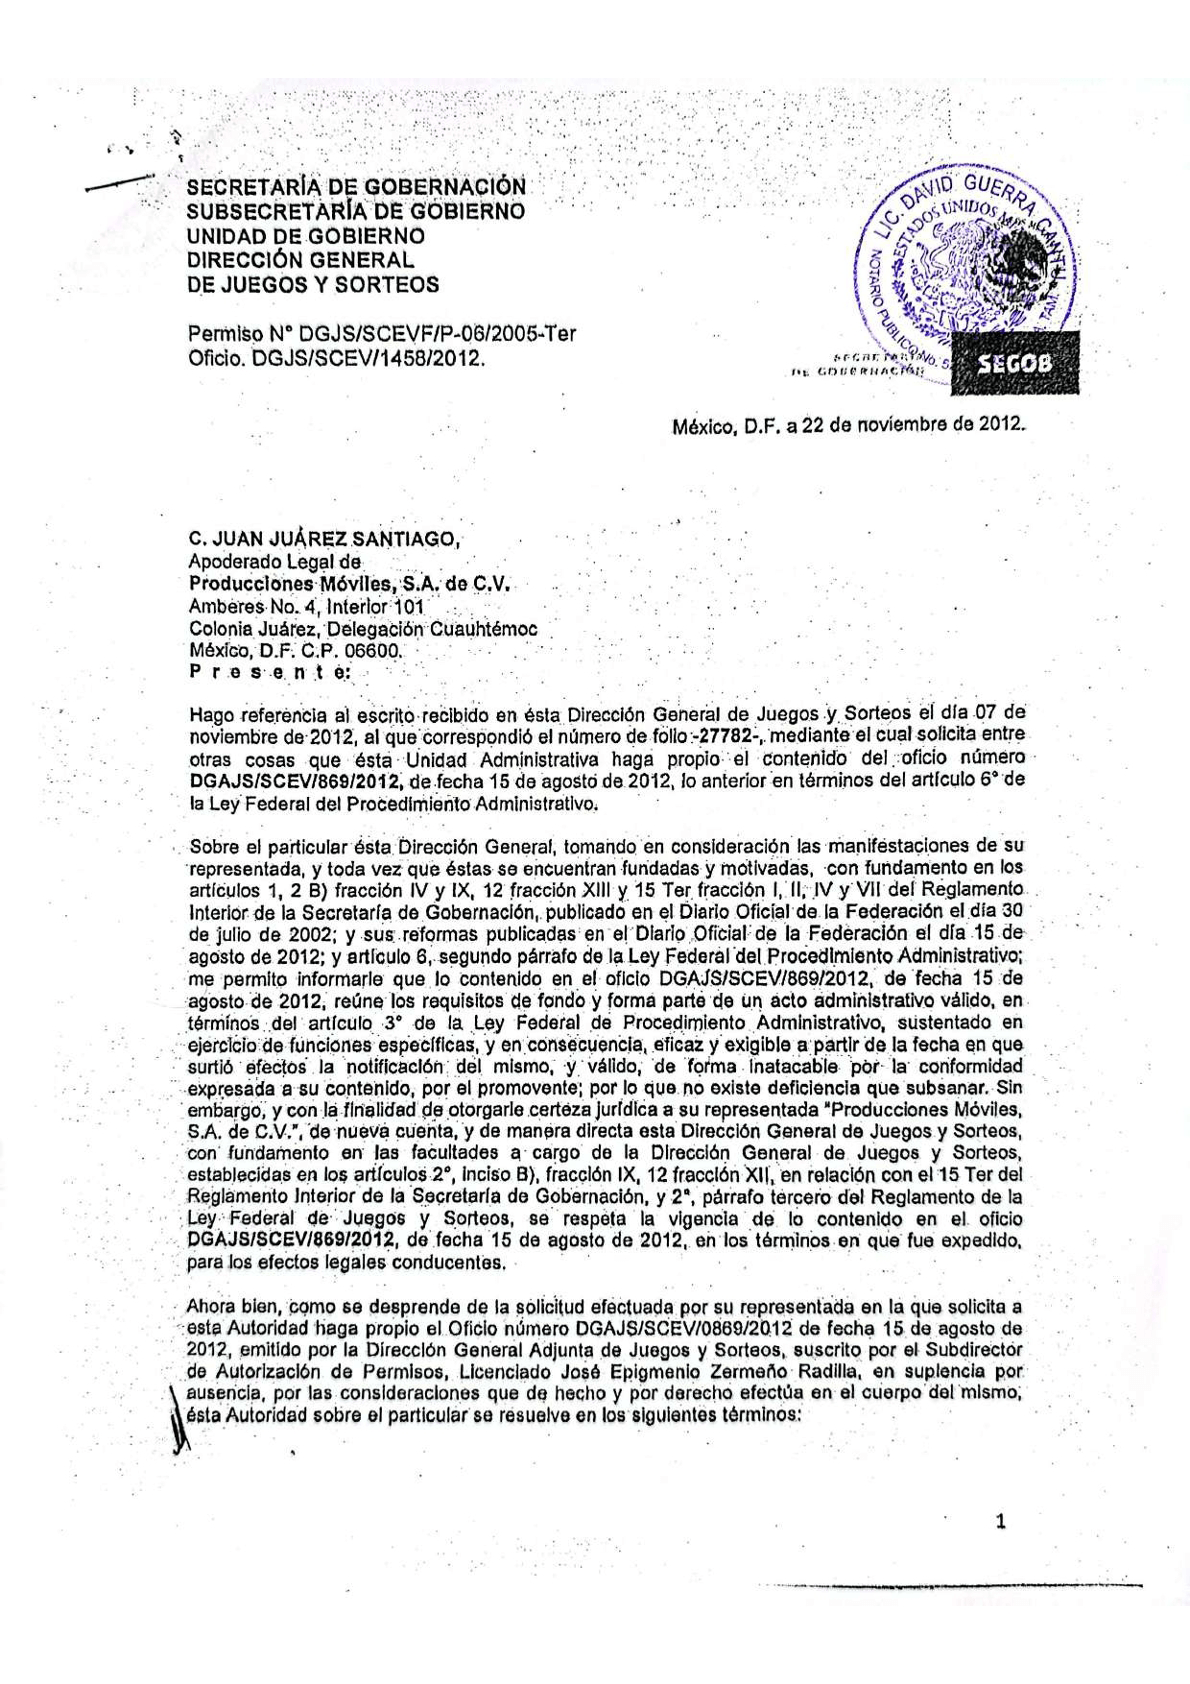 SECRETARÍA DE GOBERNACIÓN
SUBSECRETARÍA DE GOBIERNO
UNIDAD DE GOBIERNO
DIRECCIÓN GENERAL
DE JUEGOS Y SORTEOS
Permiso N° DGJS/SCEVF/P-06/2005-Ter
Oficio. DGJS/SCEV/1458/2012.
LIC. DAVID GUERRA CANTU
ESTADOS UNIDOS
NOTARIO PUBLICO No.
TAM.
SECRETARÍA
DE GOBERNACIÓN
SEGOB
México, D.F. a 22 de noviembre de 2012.
C. JUAN JUÁREZ SANTIAGO,
Apoderado Legal de
Producciones Móviles, S.A. de C.V.
Amberes No. 4, Interior 101
Colonia Juárez, Delegación Cuauhtémoc
México, D.F. C.P. 06600.
P r e s e n t e:
Hago referencia al escrito recibido en ésta Dirección General de Juegos y Sorteos el día 07 de
noviembre de 2012, al que correspondió el número de folio -27782-, mediante el cual solicita entre
otras cosas que ésta Unidad Administrativa haga propio el contenido del oficio número
DGAJS/SCEV/869/2012, de fecha 15 de agosto de 2012, lo anterior en términos del artículo 6° de
la Ley Federal del Procedimiento Administrativo.
Sobre el particular ésta Dirección General, tomando en consideración las manifestaciones de su
representada, y toda vez que éstas se encuentran fundadas y motivadas, con fundamento en los
artículos 1, 2 B) fracción IV y IX, 12 fracción XIII y 15 Ter fracción I, II, IV y VII del Reglamento
Interior de la Secretaría de Gobernación, publicado en el Diario Oficial de la Federación el día 30
de julio de 2002; y sus reformas publicadas en el Diario Oficial de la Federación el día 15 de
agosto de 2012; y artículo 6, segundo párrafo de la Ley Federal del Procedimiento Administrativo;
me permito informarle que lo contenido en el oficio DGAJS/SCEV/869/2012, de fecha 15 de
agosto de 2012, reúne los requisitos de fondo y forma parte de un acto administrativo válido, en
términos del artículo 3° de la Ley Federal de Procedimiento Administrativo, sustentado en
ejercicio de funciones específicas, y en consecuencia, eficaz y exigible a partir de la fecha en que
surtió efectos la notificación del mismo, y válido, de forma inatacable por la conformidad
expresada a su contenido, por el promovente; por lo que no existe deficiencia que subsanar. Sin
embargo, y con la finalidad de otorgarle certeza jurídica a su representada "Producciones Móviles,
S.A. de C.V.", de nueva cuenta, y de manera directa esta Dirección General de Juegos y Sorteos,
con fundamento en las facultades a cargo de la Dirección General de Juegos y Sorteos,
establecidas en los artículos 2°, inciso B), fracción IX, 12 fracción XII, en relación con el 15 Ter del
Reglamento Interior de la Secretaría de Gobernación, y 2°, párrafo tercero del Reglamento de la
Ley Federal de Juegos y Sorteos, se respeta la vigencia de lo contenido en el oficio
DGAJS/SCEV/869/2012, de fecha 15 de agosto de 2012, en los términos en que fue expedido,
para los efectos legales conducentes.
Ahora bien, como se desprende de la solicitud efectuada por su representada en la que solicita a
esta Autoridad haga propio el Oficio número DGAJS/SCEV/0869/2012 de fecha 15 de agosto de
2012, emitido por la Dirección General Adjunta de Juegos y Sorteos, suscrito por el Subdirector
de Autorización de Permisos, Licenciado José Epigmenio Zermeño Radilla, en suplencia por
ausencia, por las consideraciones que de hecho y por derecho efectúa en el cuerpo del mismo,
ésta Autoridad sobre el particular se resuelve en los siguientes términos:
1